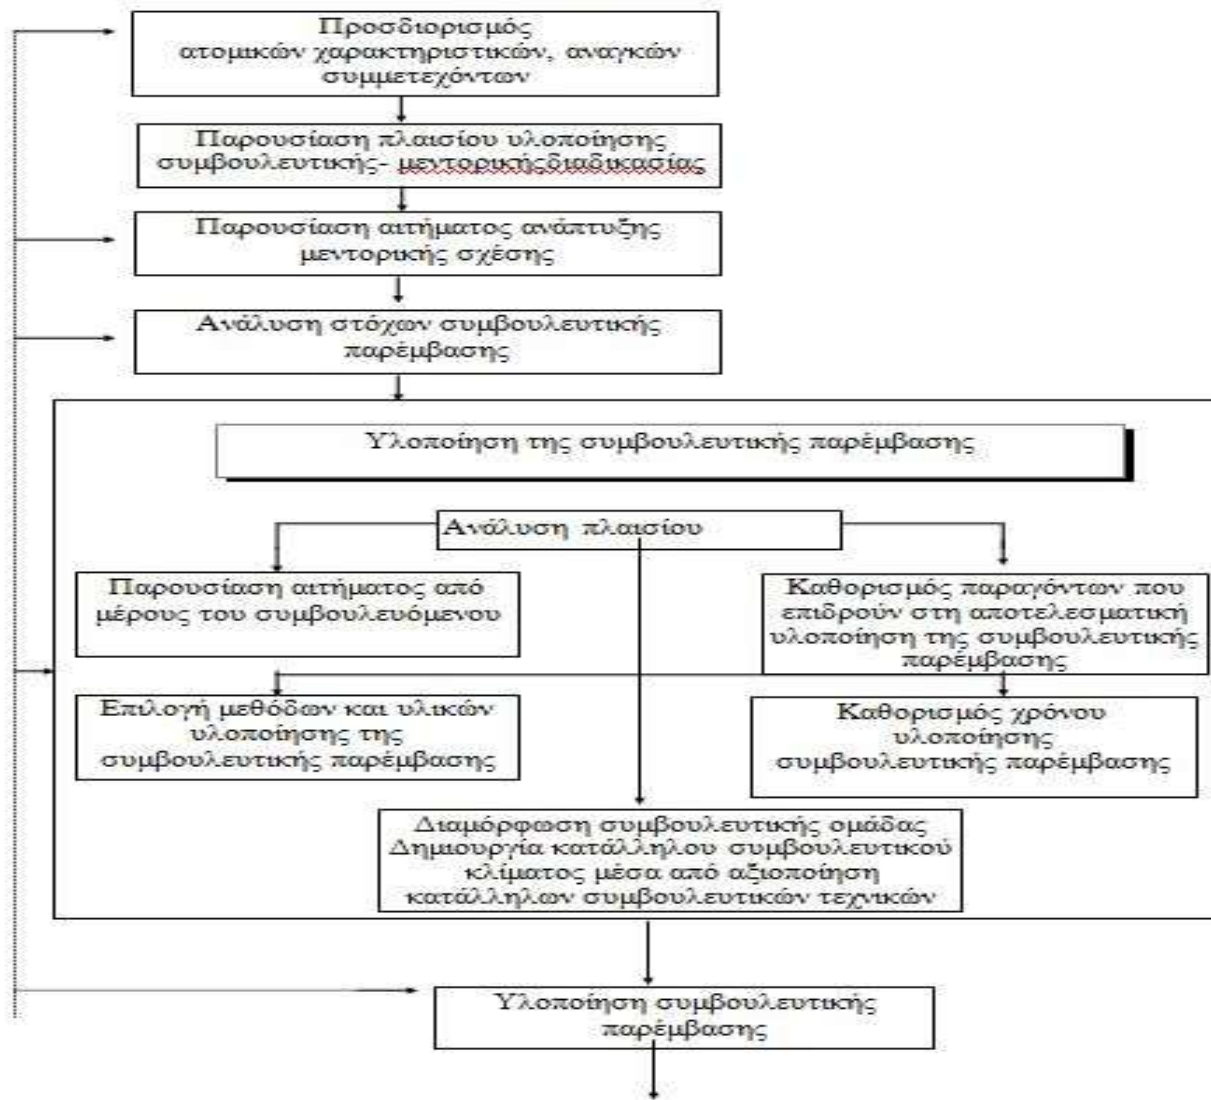 Προσδιορισμός
ατομικών χαρακτηριστικών, αναγκών
συμμετεχόντων
Παρουσίαση πλαισίου υλοποίησης
συμβουλευτικής- μεντορικήςδιαδικασίας
Παρουσίαση αιτήματος ανάπτυξης
μεντορικής σχέσης
Ανάλυση στόχων συμβουλευτικής
παρέμβασης
Υλοποίηση της συμβουλευτικής παρέμβασης
Ανάλυση πλαισίου
Παρουσίαση αιτήματος από
μέρους του συμβουλευόμενου
Καθορισμός παραγόντων που
επιδρούν στη αποτελεσματική
υλοποίηση της συμβουλευτικής
παρέμβασης
Επιλογή μεθόδων και υλικών
υλοποίησης της
συμβουλευτικής παρέμβασης
Καθορισμός χρόνου
υλοποίησης
συμβουλευτικής παρέμβασης
Διαμόρφωση συμβουλευτικής ομάδας
Δημιουργία κατάλληλου συμβουλευτικού
κλίματος μέσα από αξιοποίηση
κατάλληλων συμβουλευτικών τεχνικών
Υλοποίηση συμβουλευτικής
παρέμβασης